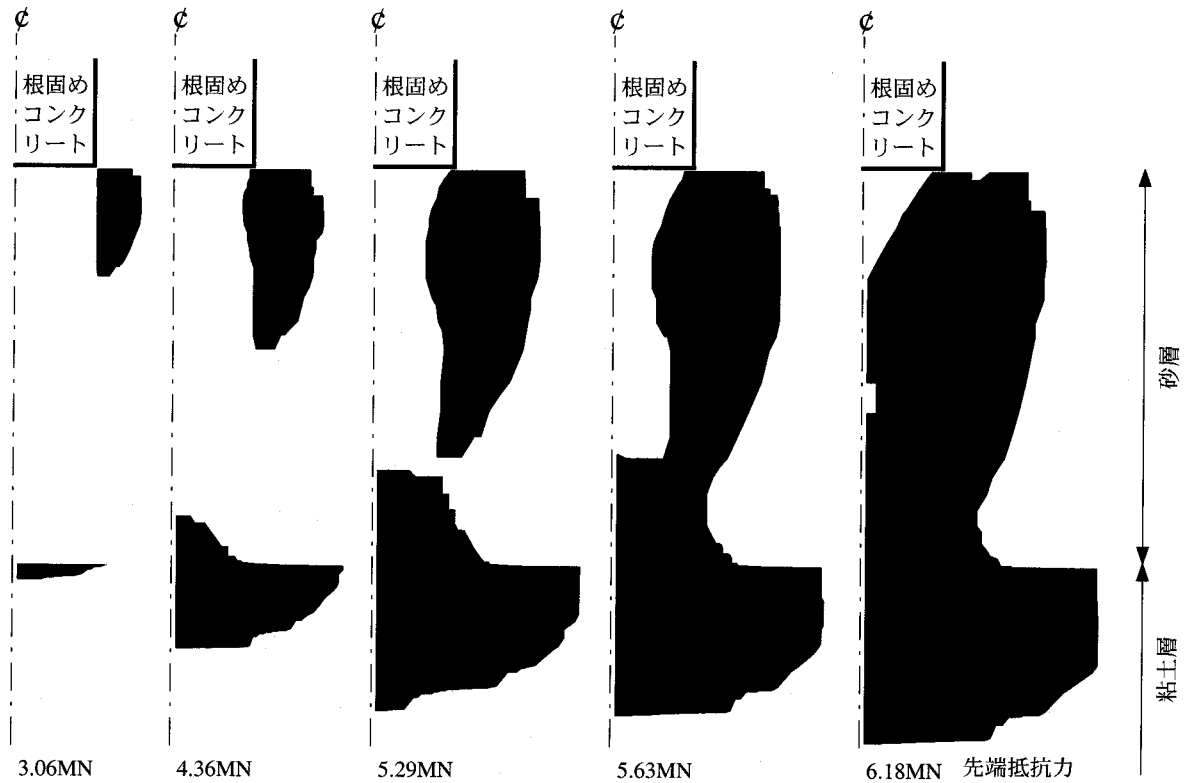 ℄
℄
℄
℄
℄
根固め
コンク
リート
根固め
コンク
リート
根固め
コンク
リート
根固め
コンク
リート
根固め
コンク
リート
砂層
粘土層
3.06MN
4.36MN
5.29MN
5.63MN
6.18MN
先端抵抗力